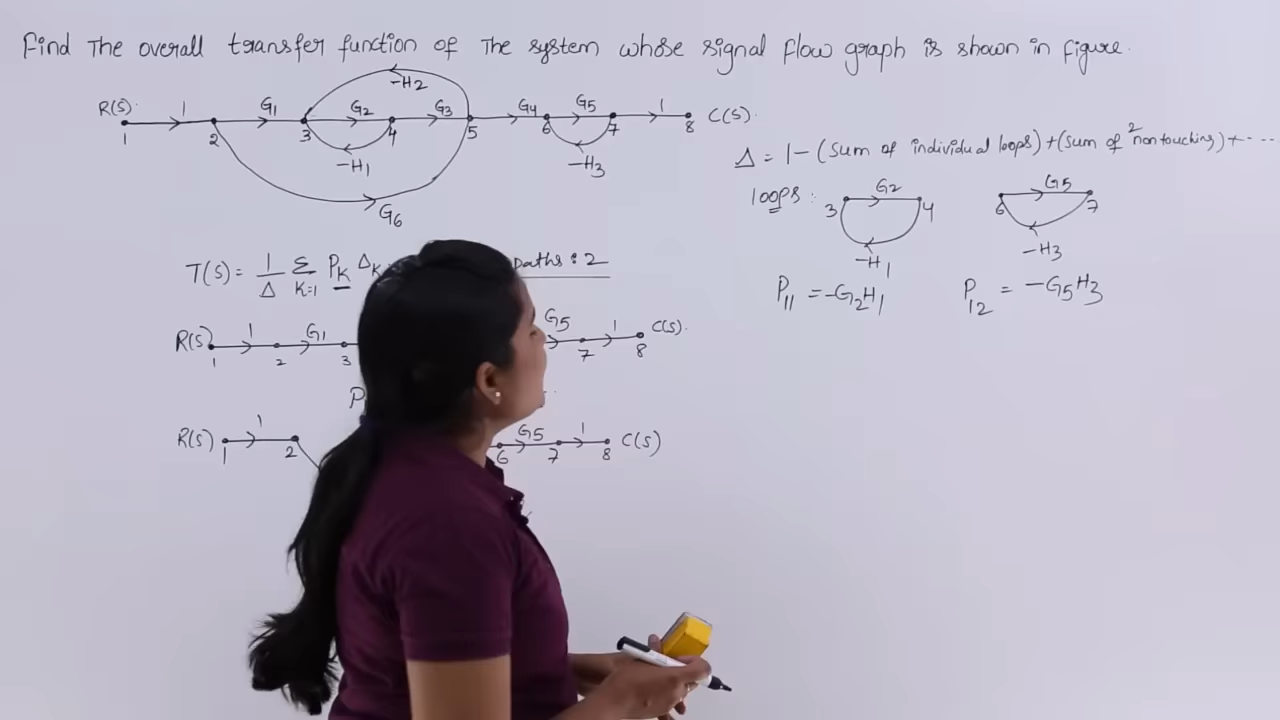 Find The overall transfer function of The system whose signal flow graph is shown in figure.
-H2
R(S) 1 G1 G2 G3 G4 G5 1 C(S)
1 2 3 4 5 6 7 8
-H1 -H3
G6
Δ = 1 - (sum of individual loops) + (sum of 2 nontouching) + ----
loops : 3 G2 4 6 G5 7
-H1 -H3
P11 = -G2H1 P12 = -G5H3
T(S) = 1/Δ Σ K=1 PK ΔK paths : 2
R(S) 1 G1 G5 1 C(S)
1 2 3 7 8
P
R(S) 1 G5 1 C(S)
1 2 6 7 8